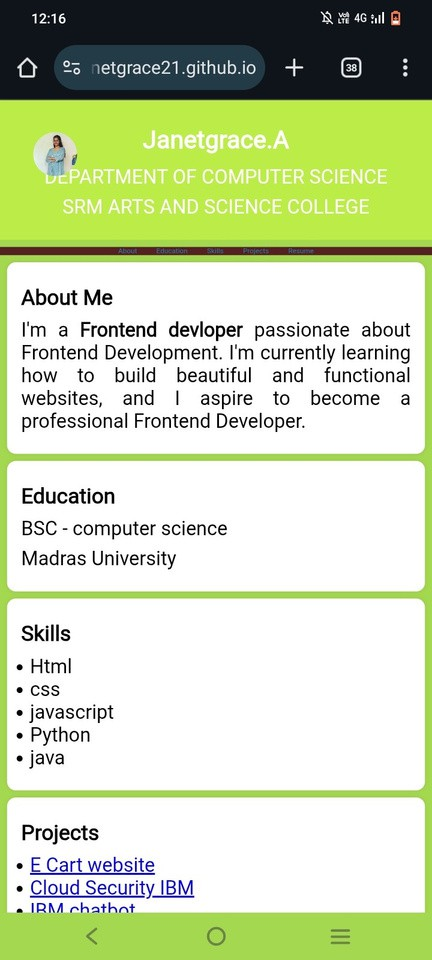 12:16
Vo)
LTE
4G
netgrace21.github.io
38
Janetgrace.A
DEPARTMENT OF COMPUTER SCIENCE
SRM ARTS AND SCIENCE COLLEGE
About Education Skills Projects Resume
About Me
I'm a Frontend devloper passionate about
Frontend Development. I'm currently learning
how to build beautiful and functional
websites, and I aspire to become a
professional Frontend Developer.
Education
BSC - computer science
Madras University
Skills
• Html
• css
• javascript
• Python
• java
Projects
• E Cart website
• Cloud Security IBM
• IBM chatbot